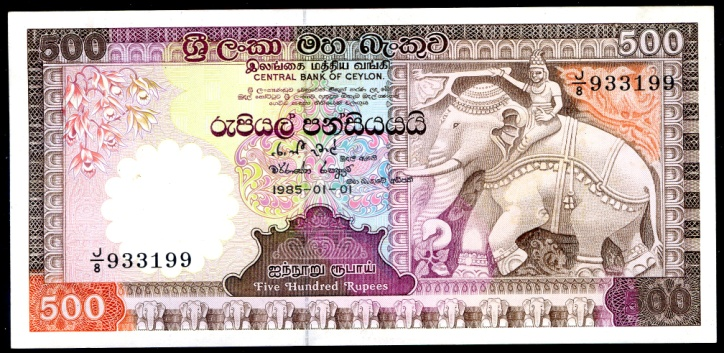 500
ශ්‍රී ලංකා මහ බැංකුව
500
இலங்கை மத்திய வங்கி
CENTRAL BANK OF CEYLON.
J/8 933199
රුපියල් පන්සියයයි
1985-01-01
J/8 933199
ஐந்நூறு ரூபாய்
Five Hundred Rupees
500